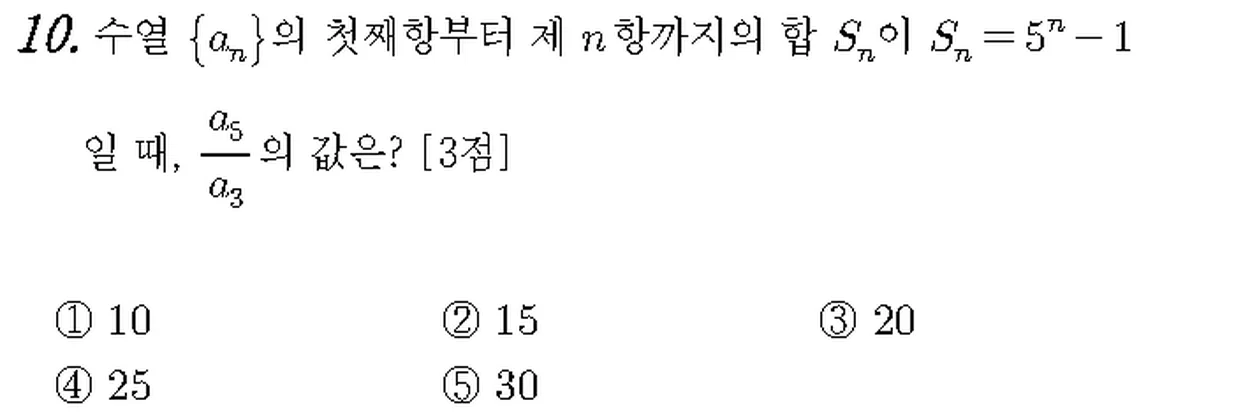 10. 수열 {aₙ}의 첫째항부터 제 n항까지의 합 Sₙ이 Sₙ = 5ⁿ − 1
일 때, a₅/a₃의 값은? [3점]
① 10 ② 15 ③ 20
④ 25 ⑤ 30